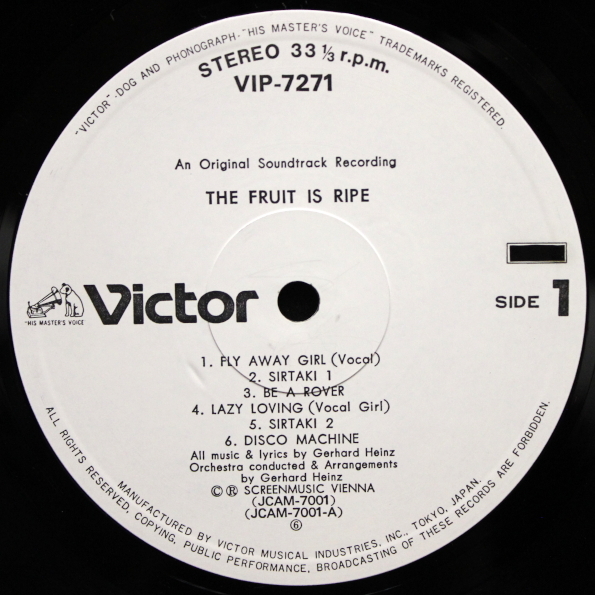 "VICTOR"-DOG AND PHONOGRAPH-"HIS MASTER'S VOICE" TRADEMARKS REGISTERED.
STEREO 33 1/3 r.p.m.
VIP-7271
An Original Soundtrack Recording
THE FRUIT IS RIPE
"HIS MASTER'S VOICE"
Victor
SIDE 1
1. FLY AWAY GIRL (Vocal)
2. SIRTAKI 1
3. BE A ROVER
4. LAZY LOVING (Vocal Girl)
5. SIRTAKI 2
6. DISCO MACHINE
All music & lyrics by Gerhard Heinz
Orchestra conducted & Arrangements
by Gerhard Heinz
© ℗ SCREENMUSIC VIENNA
(JCAM-7001)
(JCAM-7001-A)
⑥
MANUFACTURED BY VICTOR MUSICAL INDUSTRIES, INC., TOKYO, JAPAN.
ALL RIGHTS RESERVED, COPYING, PUBLIC PERFORMANCE, BROADCASTING OF THESE RECORDS ARE FORBIDDEN.